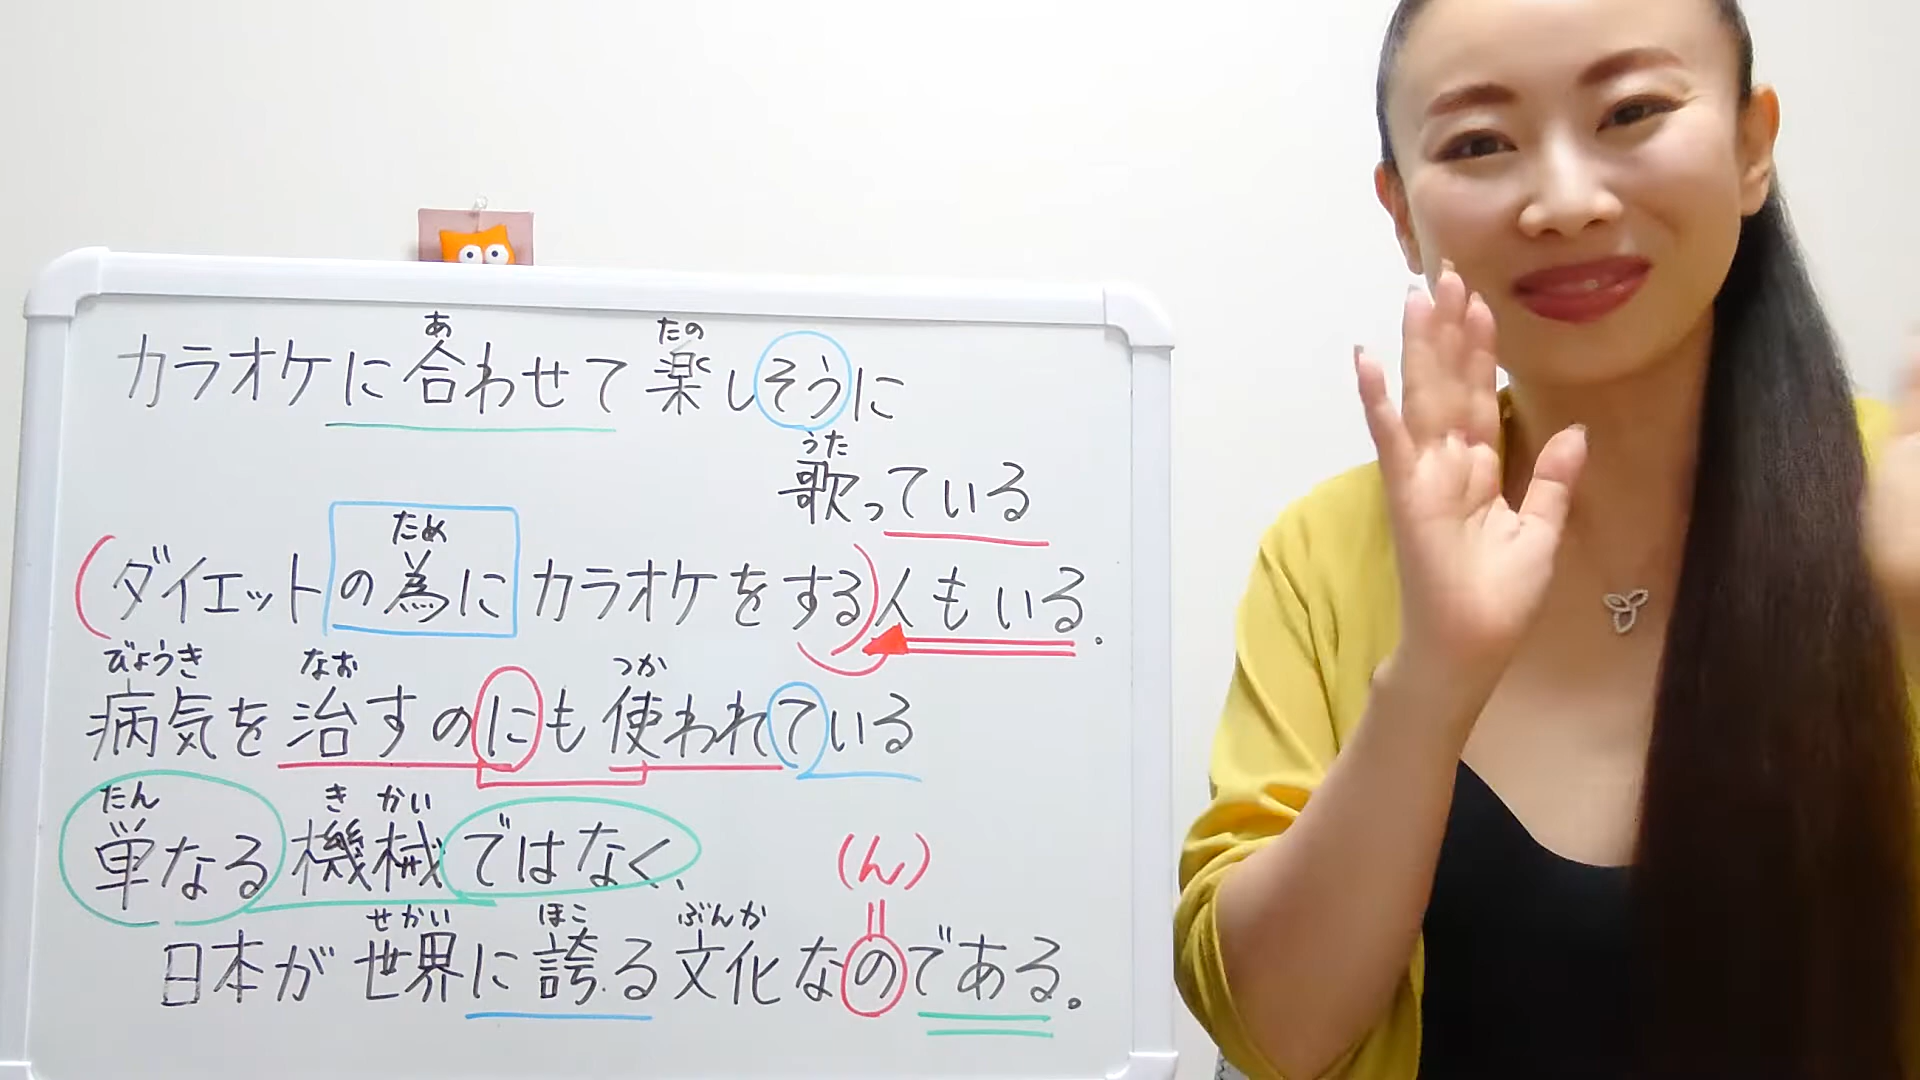 あ たの
カラオケに合わせて楽しそうに
うた
歌っている
ため
(ダイエットの為にカラオケをする)人もいる.
びょうき なお つか
病気を治すのにも使われている
たん き かい
単なる機械ではなく、
(ん)
せかい ほこ ぶんか
日本が世界に誇る文化なのである。